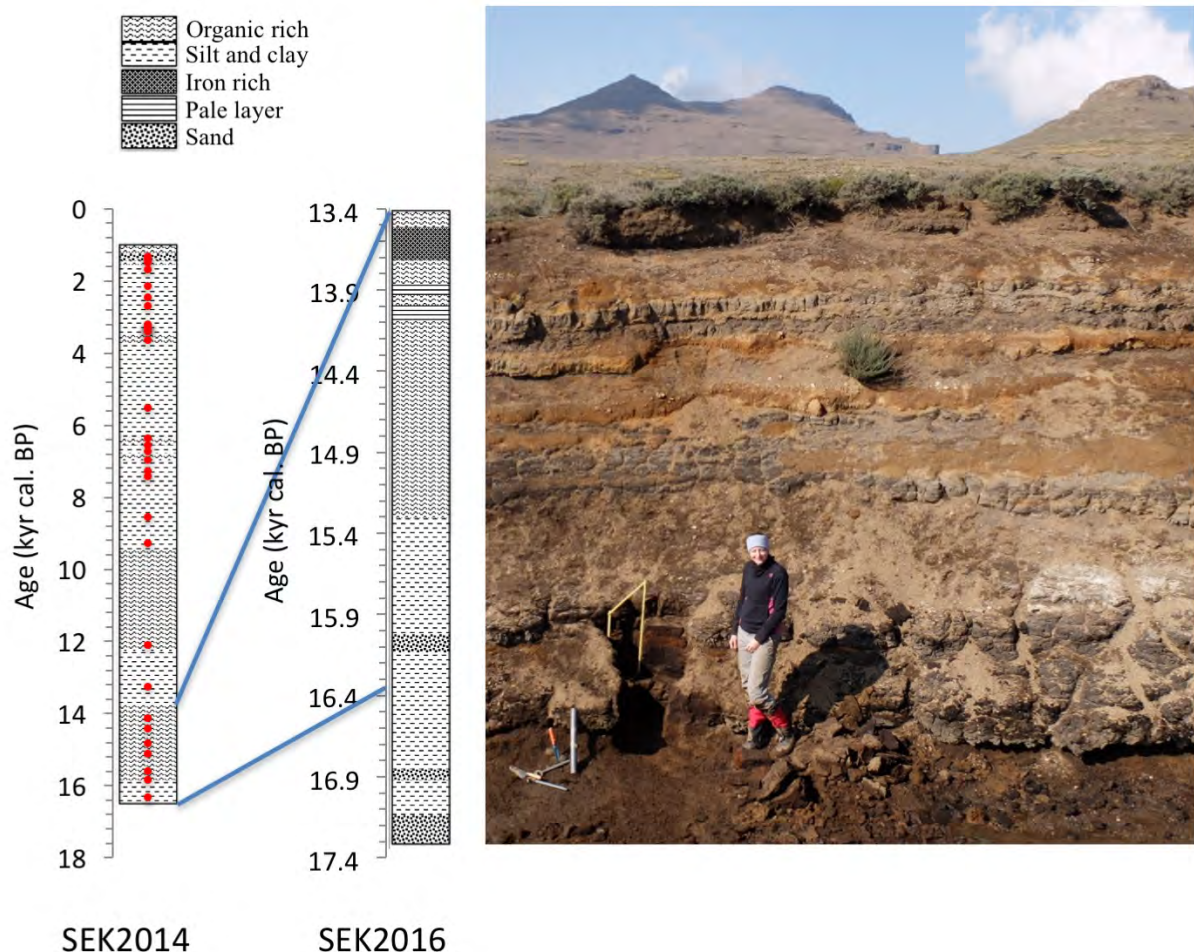 Organic rich
Silt and clay
Iron rich
Pale layer
Sand
Age (kyr cal. BP)
0
2
4
6
8
10
12
14
16
18
SEK2014
Age (kyr cal. BP)
13.4
13.9
14.4
14.9
15.4
15.9
16.4
16.9
17.4
SEK2016